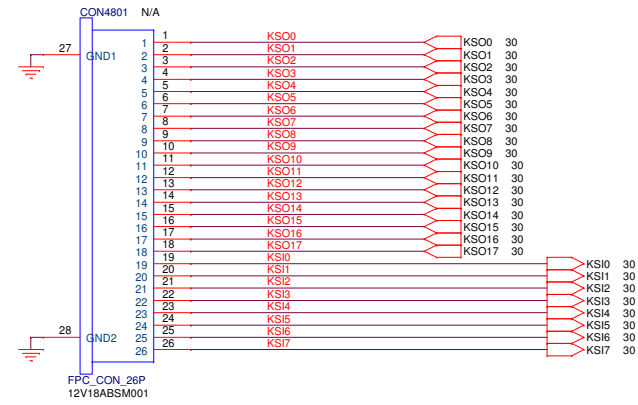 CON4801 N/A
27
GND1
28
GND2
1 1 KSO0 KSO0 30
2 2 KSO1 KSO1 30
3 3 KSO2 KSO2 30
4 4 KSO3 KSO3 30
5 5 KSO4 KSO4 30
6 6 KSO5 KSO5 30
7 7 KSO6 KSO6 30
8 8 KSO7 KSO7 30
9 9 KSO8 KSO8 30
10 10 KSO9 KSO9 30
11 11 KSO10 KSO10 30
12 12 KSO11 KSO11 30
13 13 KSO12 KSO12 30
14 14 KSO13 KSO13 30
15 15 KSO14 KSO14 30
16 16 KSO15 KSO15 30
17 17 KSO16 KSO16 30
18 18 KSO17 KSO17 30
19 19 KSI0 KSI0 30
20 20 KSI1 KSI1 30
21 21 KSI2 KSI2 30
22 22 KSI3 KSI3 30
23 23 KSI4 KSI4 30
24 24 KSI5 KSI5 30
25 25 KSI6 KSI6 30
26 26 KSI7 KSI7 30
FPC_CON_26P
12V18ABSM001